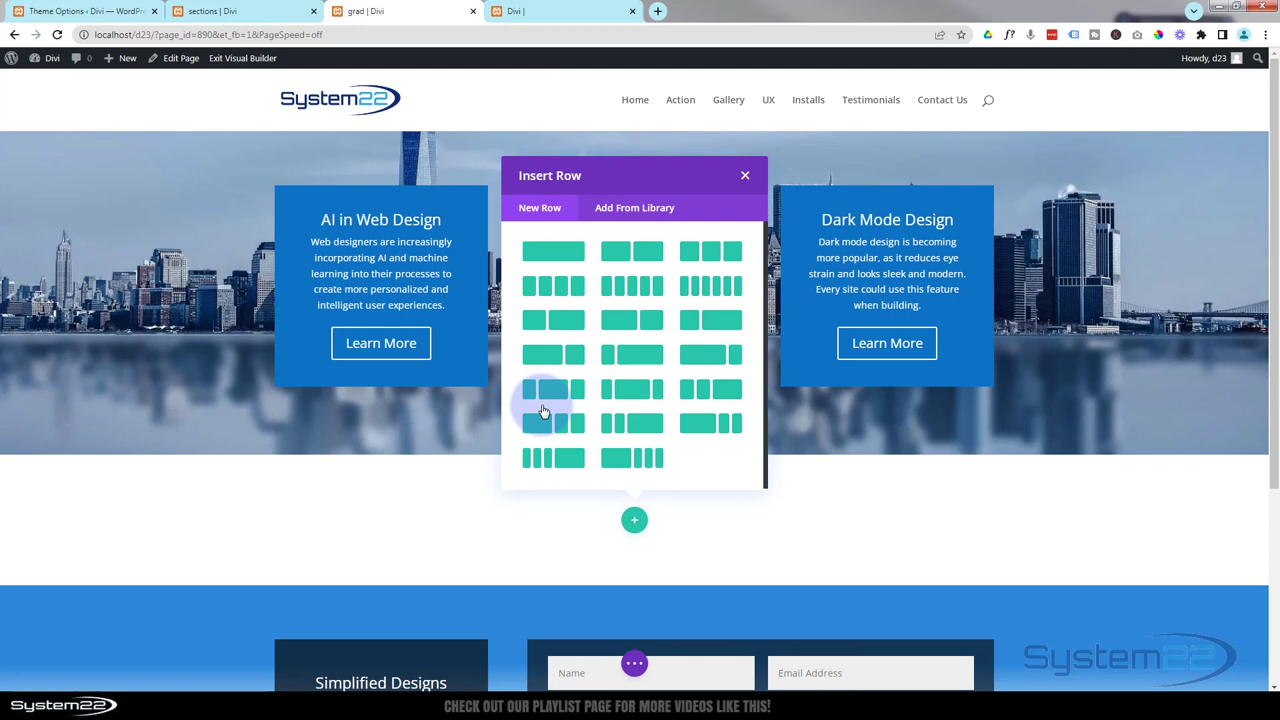 Theme Options ‹ Divi — WordPre
sections | Divi
grad | Divi
Divi |
localhost/d23/?page_id=890&et_fb=1&PageSpeed=off
Divi
0
New
Edit Page
Exit Visual Builder
Howdy, d23
System22
Home
Action
Gallery
UX
Installs
Testimonials
Contact Us
Insert Row
New Row
Add From Library
AI in Web Design
Web designers are increasingly
incorporating AI and machine
learning into their processes to
create more personalized and
intelligent user experiences.
Learn More
Dark Mode Design
Dark mode design is becoming
more popular, as it reduces eye
strain and looks sleek and modern.
Every site could use this feature
when building.
Learn More
Simplified Designs
Name
Email Address
System22
System22
CHECK OUT OUR PLAYLIST PAGE FOR MORE VIDEOS LIKE THIS!